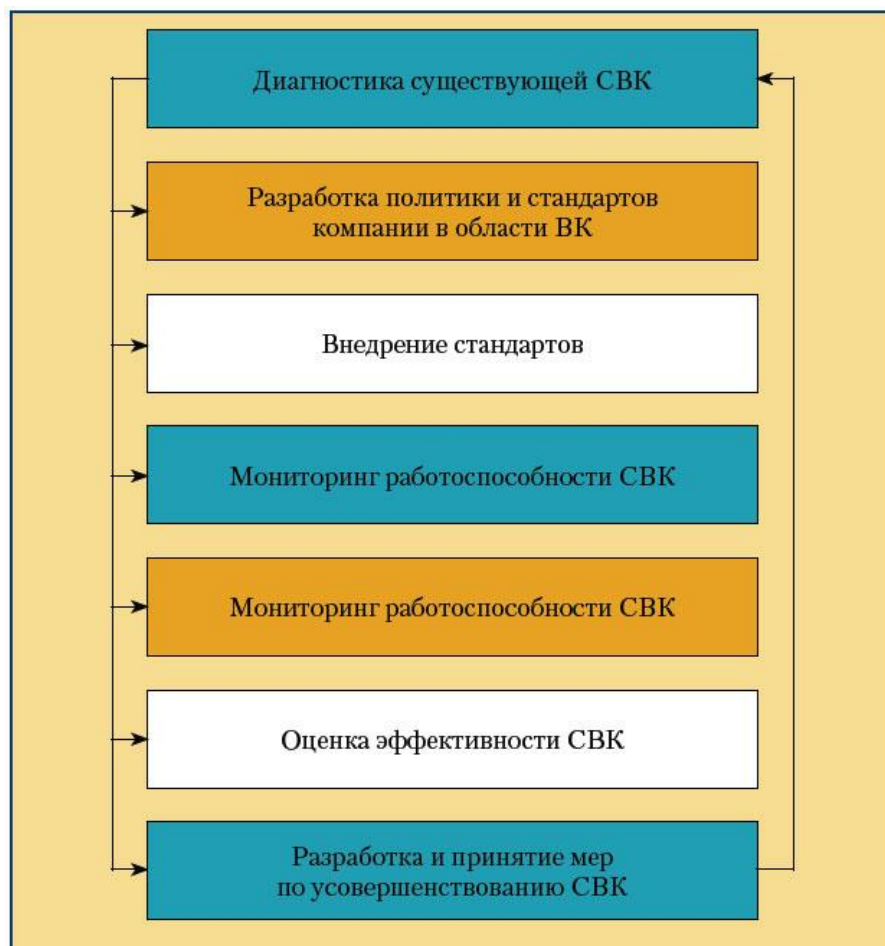 Диагностика существующей СВК
Разработка политики и стандартов
компании в области ВК
Внедрение стандартов
Мониторинг работоспособности СВК
Мониторинг работоспособности СВК
Оценка эффективности СВК
Разработка и принятие мер
по усовершенствованию СВК